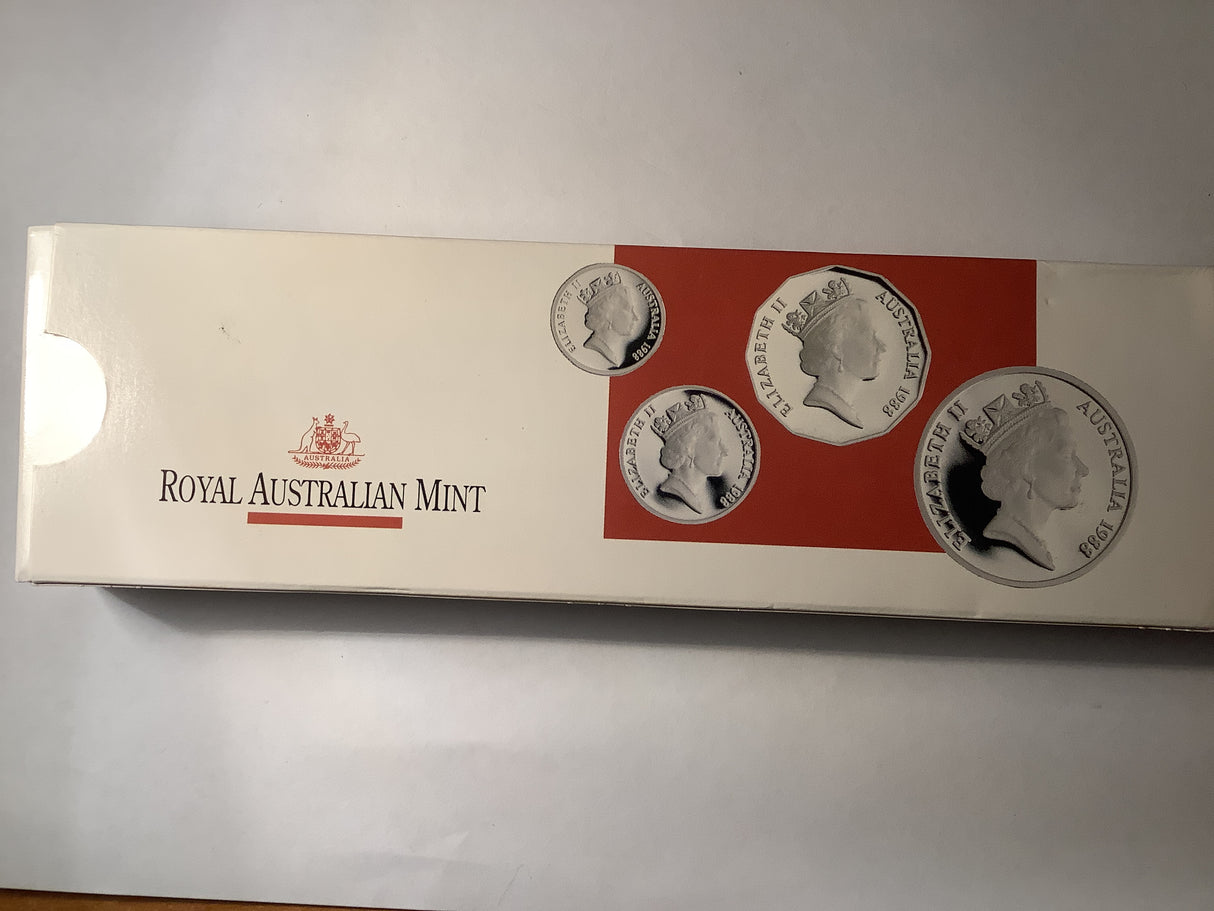 AUSTRALIA
ROYAL AUSTRALIAN MINT
ELIZABETH II AUSTRALIA 1988
ELIZABETH II AUSTRALIA 1988
ELIZABETH II AUSTRALIA 1988
ELIZABETH II AUSTRALIA 1988